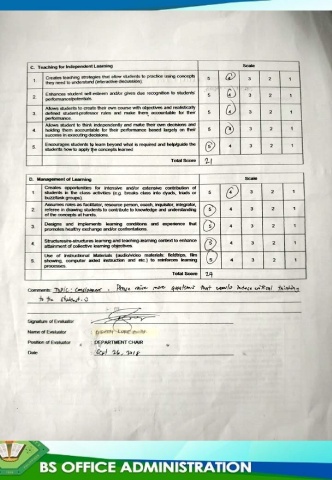 C. Teaching for Independent Learning Scale
1. Creates teaching strategies that allow students to practice using concepts 5 4 3 2 1
they need to understand (interactive discussion)
2. Enhances student self-esteem and/or gives due recognition to students' 5 4 3 2 1
performance/potentials
3. Allows students to create their own course with objectives and realistically 5 4 3 2 1
defined student-professor rules and make them accountable for their
performance.
4. Allows student to think independently and make their own decisions and 5 4 3 2 1
holding them accountable for their performance based largely on their
success in executing decisions.
5. Encourages students to learn beyond what is required and help/guide the 5 4 3 2 1
students how to apply the concepts learned
Total Score 21
D. Management of Learning Scale
1. Creates opportunities for intensive and/or extensive contribution of 5 4 3 2 1
students in the class activities (e.g. breaks class into dyads, triads or
buzz/task groups).
2. Assumes roles as facilitator, resource person, coach, inquisitor, integrator, 5 4 3 2 1
referee in drawing students to contribute to knowledge and understanding
of the concepts at hands.
3. Designs and implements learning conditions and experience that 5 4 3 2 1
promotes healthy exchange and/or confrontations.
4. Structures/re-structures learning and teaching-learning context to enhance 5 4 3 2 1
attainment of collective learning objectives.
5. Use of Instructional Materials (audio/video materials: fieldtrips, film 5 4 3 2 1
showing, computer aided instruction and etc.) to reinforces learning
processes.
Total Score 24
Comments: Topic: . Please raise more questions that would induce critical thinking
to the student.
Signature of Evaluator
Name of Evaluator
Position of Evaluator DEPARTMENT CHAIR
Date Sept 26, 2018
BS OFFICE ADMINISTRATION